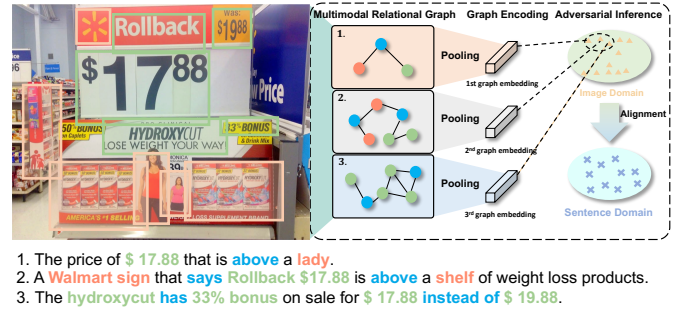 Rollback
was:
$19.88
$17.88
Price
50% BONUS
HYDROXYCUT
LOSE WEIGHT YOUR WAY
33% BONUS
& Drink Mix
AMERICA'S #1 SELLING
LOSS SUPPLEMENT BRAND
Multimodal Relational Graph
Graph Encoding
Adversarial Inference
1.
Pooling
1st graph embedding
Image Domain
2.
Pooling
2nd graph embedding
Alignment
3.
Pooling
3rd graph embedding
Sentence Domain
1. The price of $ 17.88 that is above a lady.
2. A Walmart sign that says Rollback $17.88 is above a shelf of weight loss products.
3. The hydroxycut has 33% bonus on sale for $ 17.88 instead of $ 19.88.